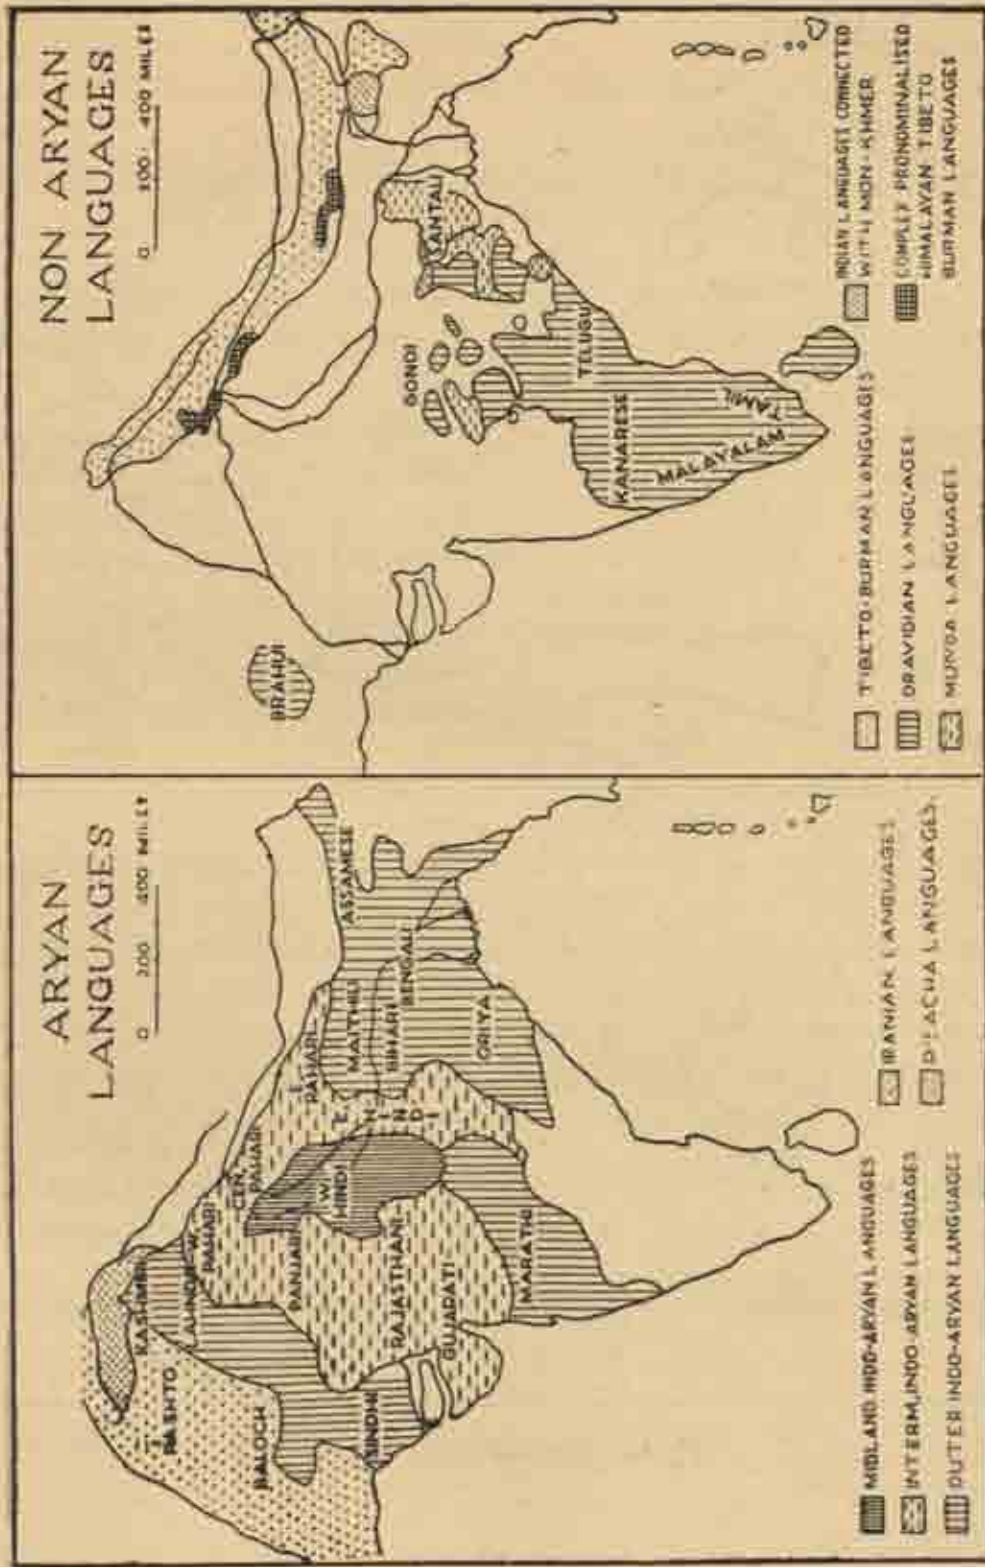 ARYAN
LANGUAGES
0 200 400 MILES
PASHTO
KASHMERI
LAHNDI
W.
PAHARI
BALOCH
SINDHI
PANJABI
CEN.
PAHARI
E.
PAHARI
W.
HINDI
E. HINDI
RAJASTHANI
GUJARATI
MARATHI
MAITHILI
BIHARI
BENGALI
ASSAMESE
ORIYA
MIDLAND INDO-ARYAN LANGUAGES
INTERM. INDO-ARYAN LANGUAGES
OUTER INDO-ARYAN LANGUAGES
IRANIAN LANGUAGES
LANGUAGES.
NON ARYAN
LANGUAGES
0 400 MILES
BRAHUI
GONDI
SANTALI
KANARESE
TELUGU
MALAYALAM
TAMIL
TIBETO-BURMAN LANGUAGES
DRAVIDIAN LANGUAGES
MUNDA LANGUAGES
INDIAN LANGUAGES CONNECTED
WITH MON-KHMER
COMPLEX PRONOMINALISED
HIMALAYAN TIBETO
BURMAN LANGUAGES